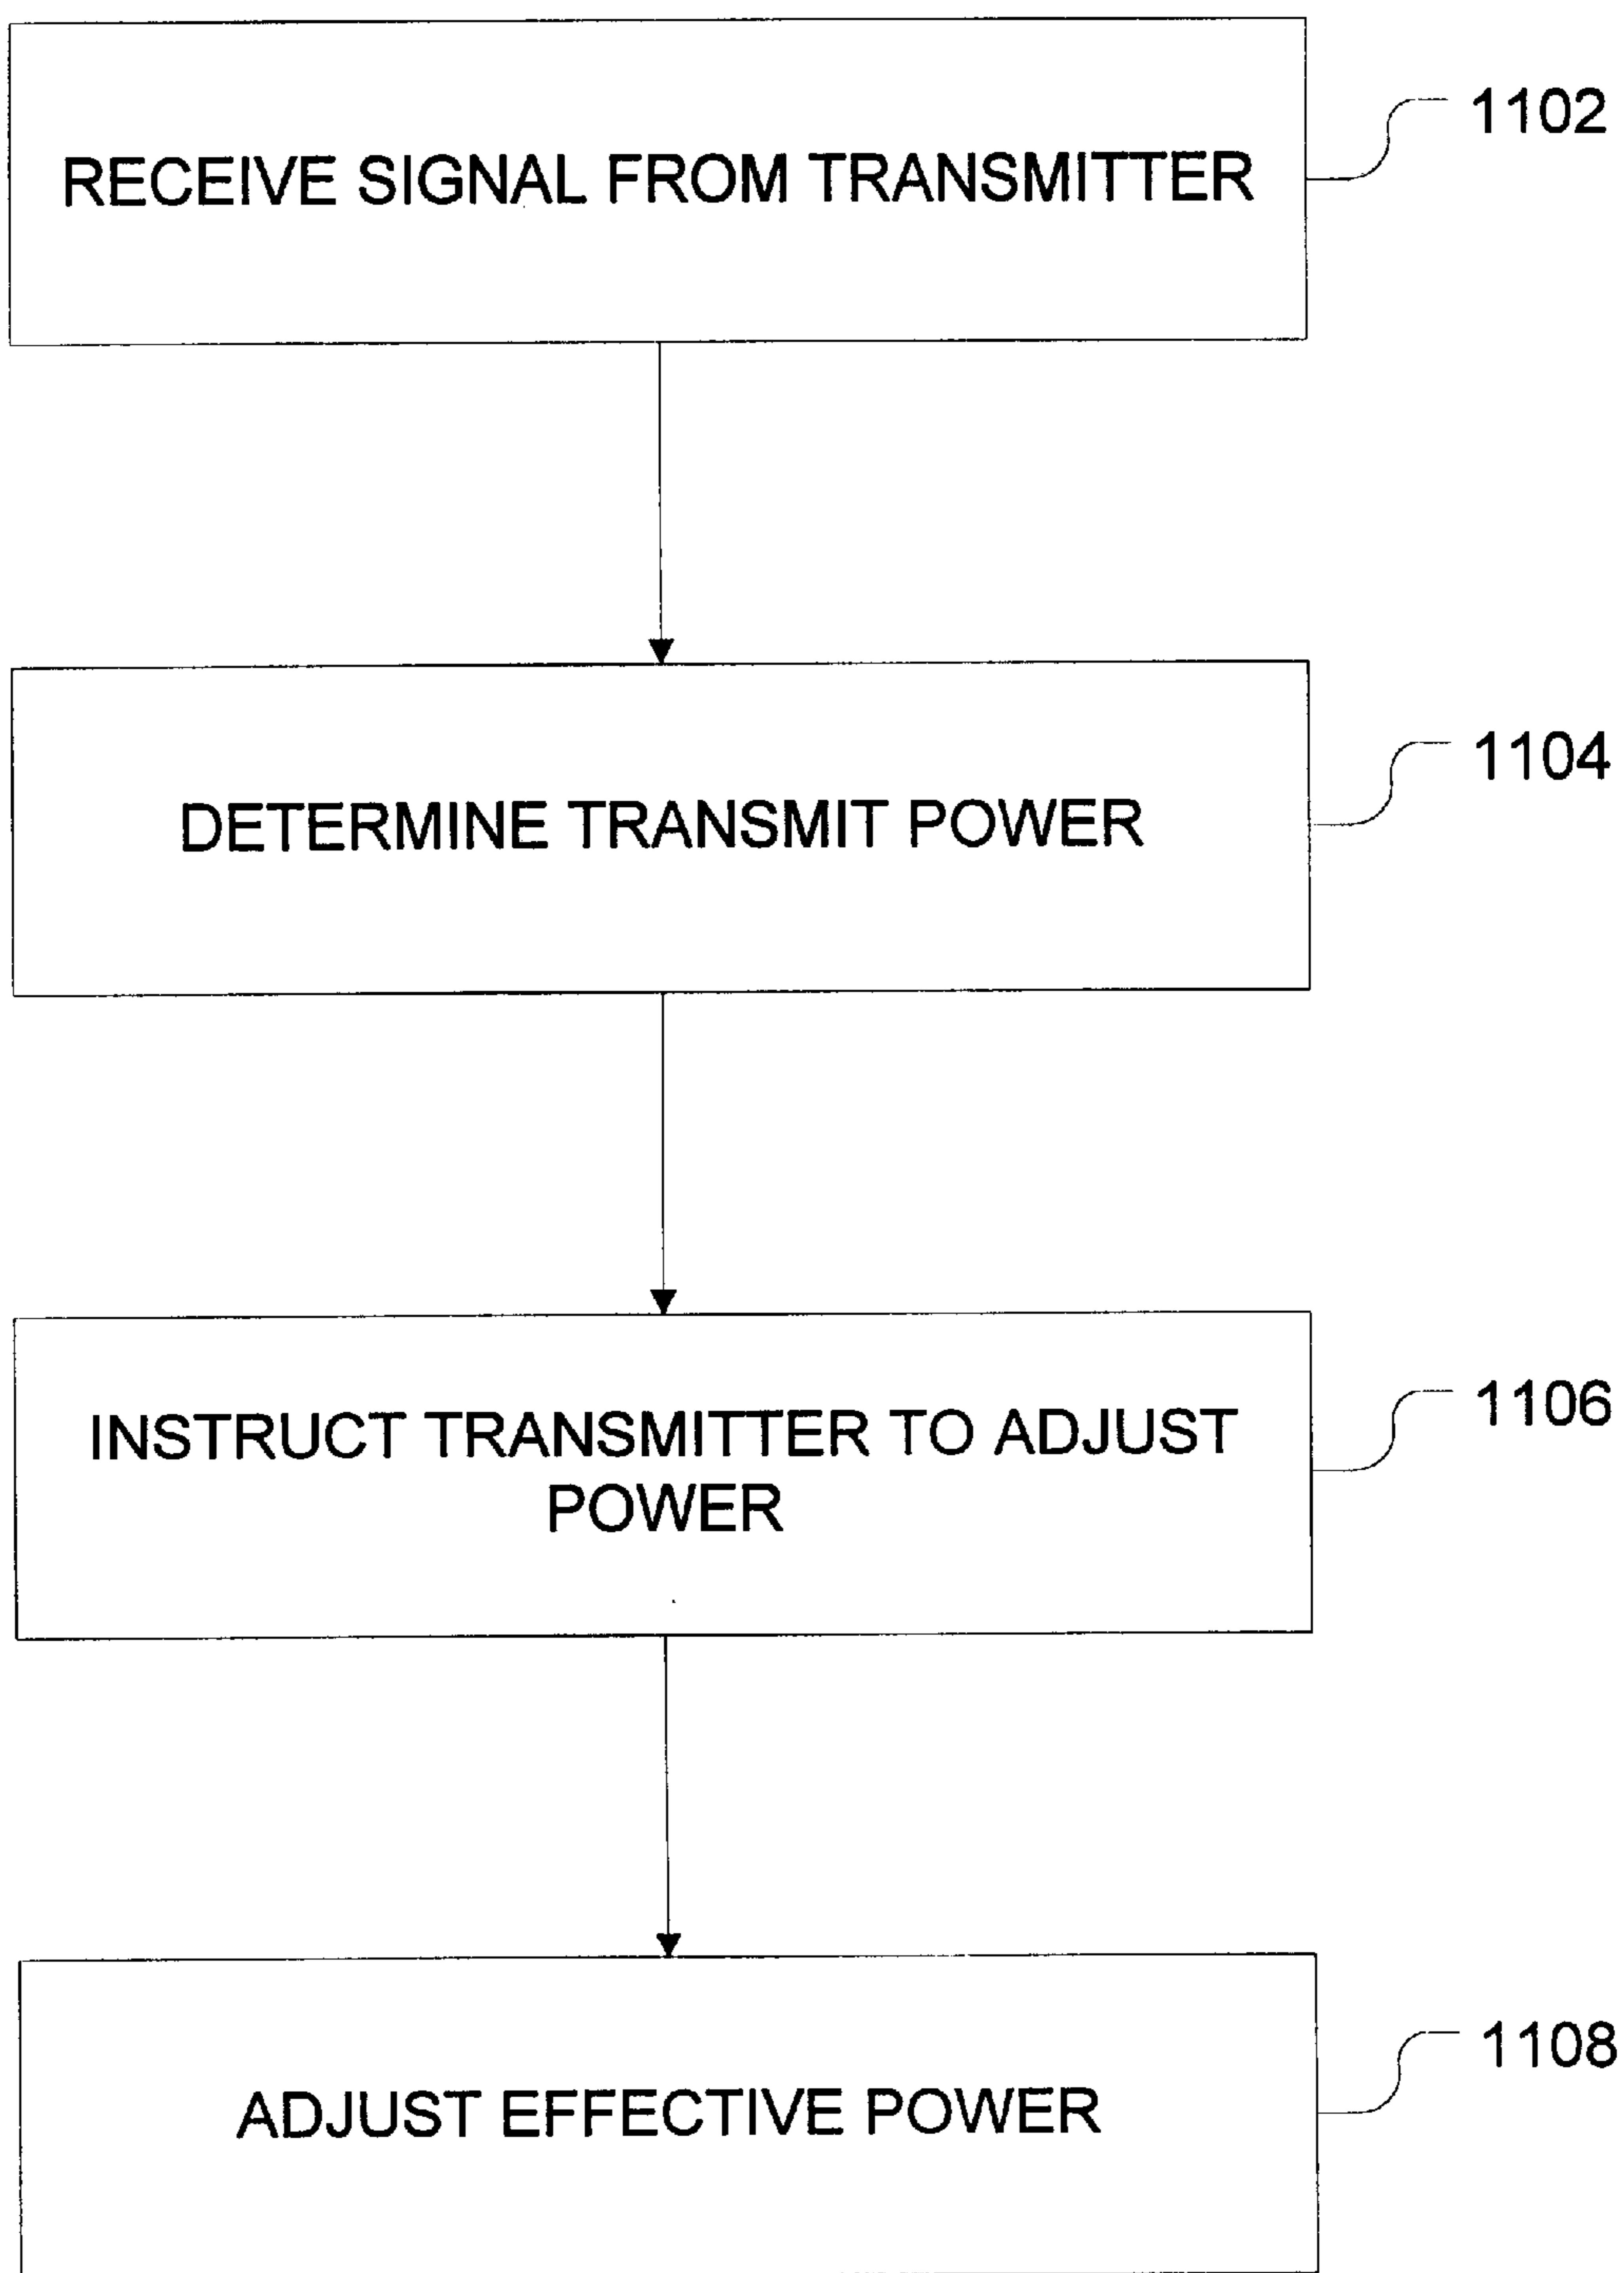 RECEIVE SIGNAL FROM TRANSMITTER
1102
DETERMINE TRANSMIT POWER
1104
INSTRUCT TRANSMITTER TO ADJUST
POWER
1106
ADJUST EFFECTIVE POWER
1108